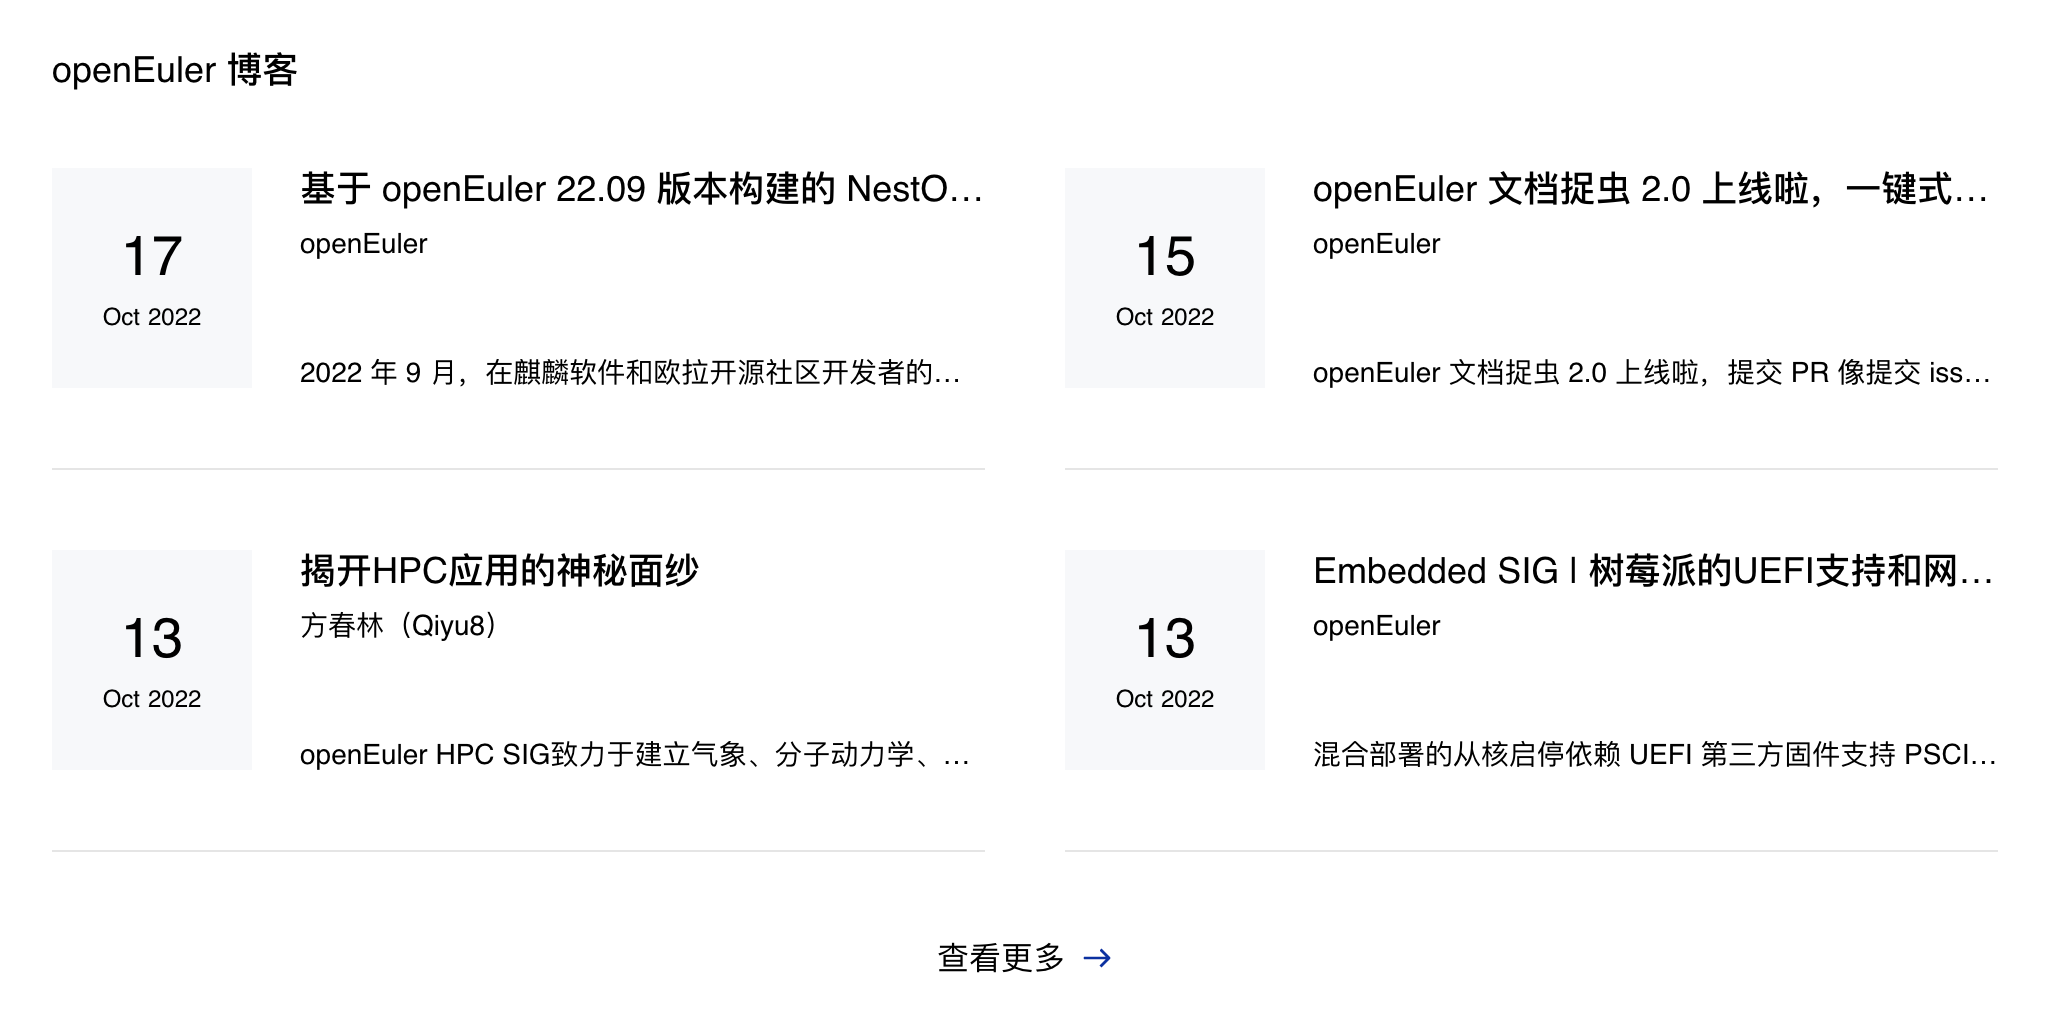 openEuler 博客
17
Oct 2022
基于 openEuler 22.09 版本构建的 NestO...
openEuler
2022 年 9 月，在麒麟软件和欧拉开源社区开发者的...
15
Oct 2022
openEuler 文档捉虫 2.0 上线啦，一键式...
openEuler
openEuler 文档捉虫 2.0 上线啦，提交 PR 像提交 iss...
13
Oct 2022
揭开HPC应用的神秘面纱
方春林（Qiyu8）
openEuler HPC SIG致力于建立气象、分子动力学、...
13
Oct 2022
Embedded SIG | 树莓派的UEFI支持和网...
openEuler
混合部署的从核启停依赖 UEFI 第三方固件支持 PSCI...
查看更多 →